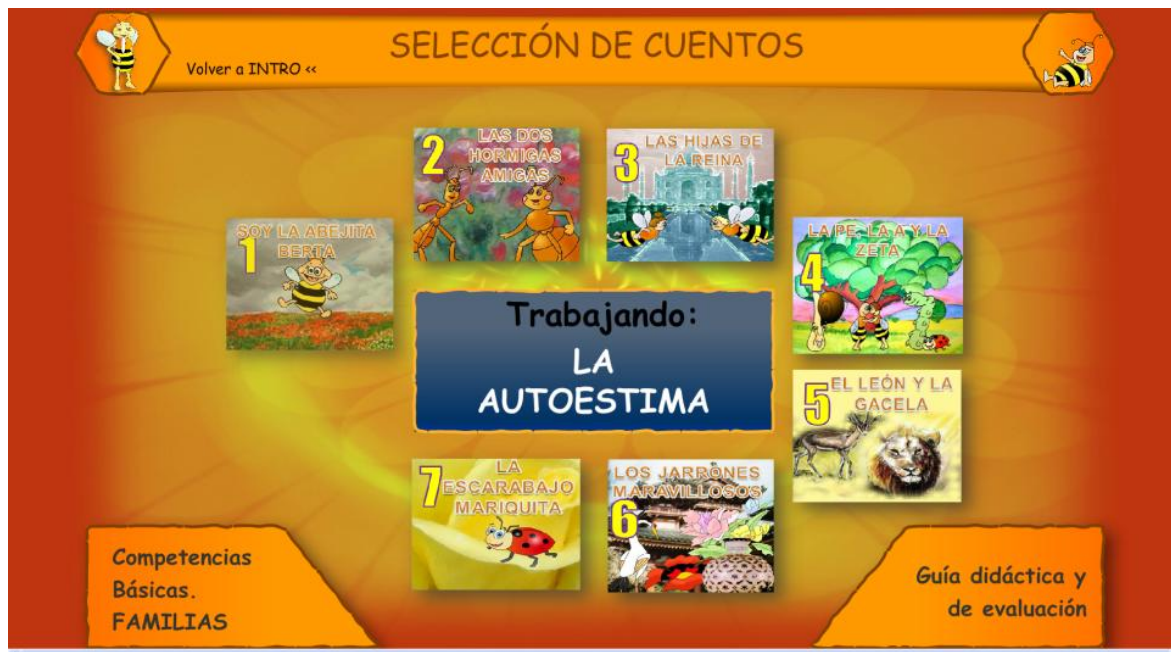 SELECCIÓN DE CUENTOS
Volver a INTRO ‹‹
1
SOY LA ABEJITA
BERTA
2
LAS DOS
HORMIGAS
AMIGAS
3
LAS HIJAS DE
LA REINA
4
LA PE, LA A Y LA
ZETA
5
EL LEÓN Y LA
GACELA
6
LOS JARRONES
MARAVILLOSOS
7
LA
ESCARABAJO
MARIQUITA
Trabajando:
LA
AUTOESTIMA
Competencias
Básicas.
FAMILIAS
Guía didáctica y
de evaluación